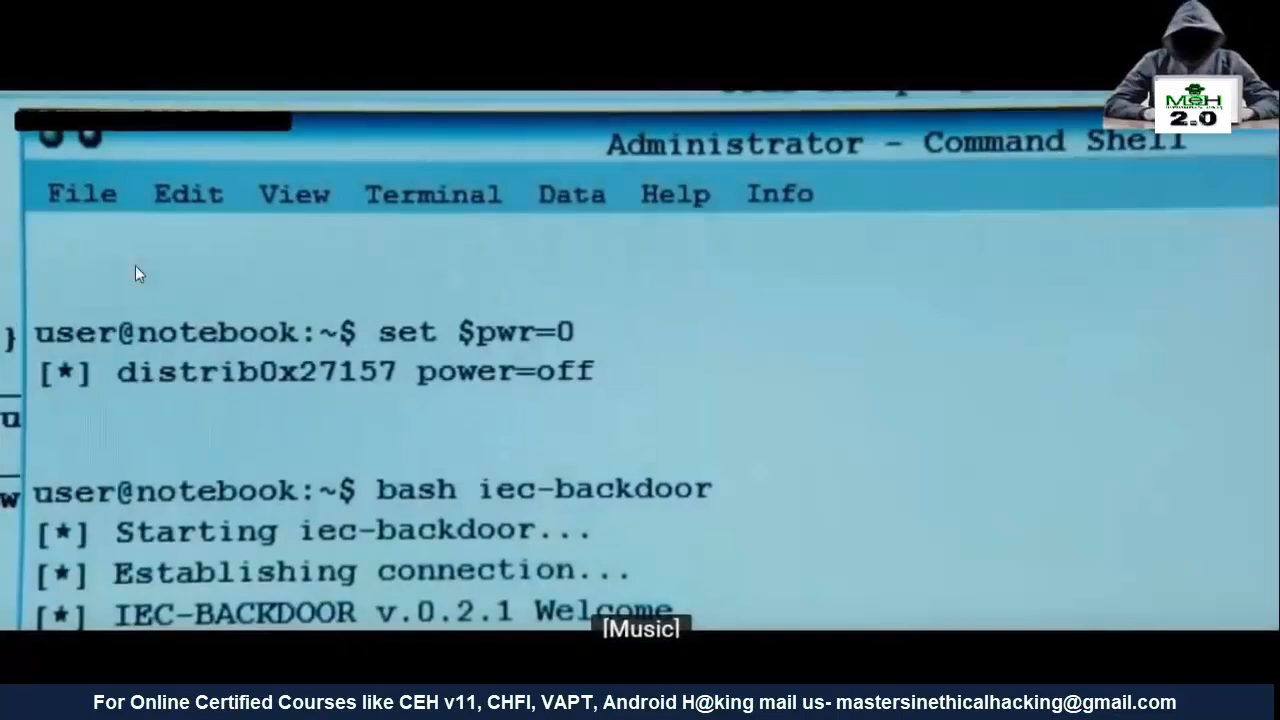 MEH
2.0
Administrator - Command Shell
File Edit View Terminal Data Help Info
} user@notebook:~$ set $pwr=0
[*] distrib0x27157 power=off
u
w user@notebook:~$ bash iec-backdoor
[*] Starting iec-backdoor...
[*] Establishing connection...
[*] IEC-BACKDOOR v.0.2.1 Welcome
[Music]
For Online Certified Courses like CEH v11, CHFI, VAPT, Android H@king mail us- mastersinethicalhacking@gmail.com